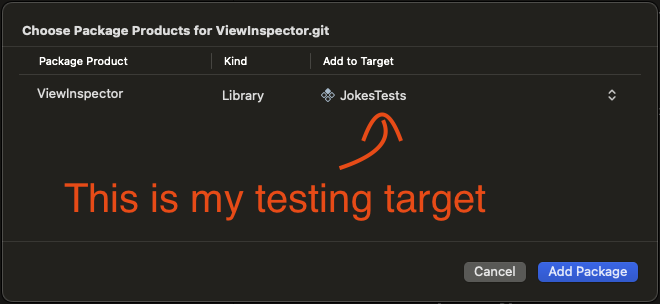 Choose Package Products for ViewInspector.git
Package Product Kind Add to Target
ViewInspector Library JokesTests
This is my testing target
Cancel Add Package